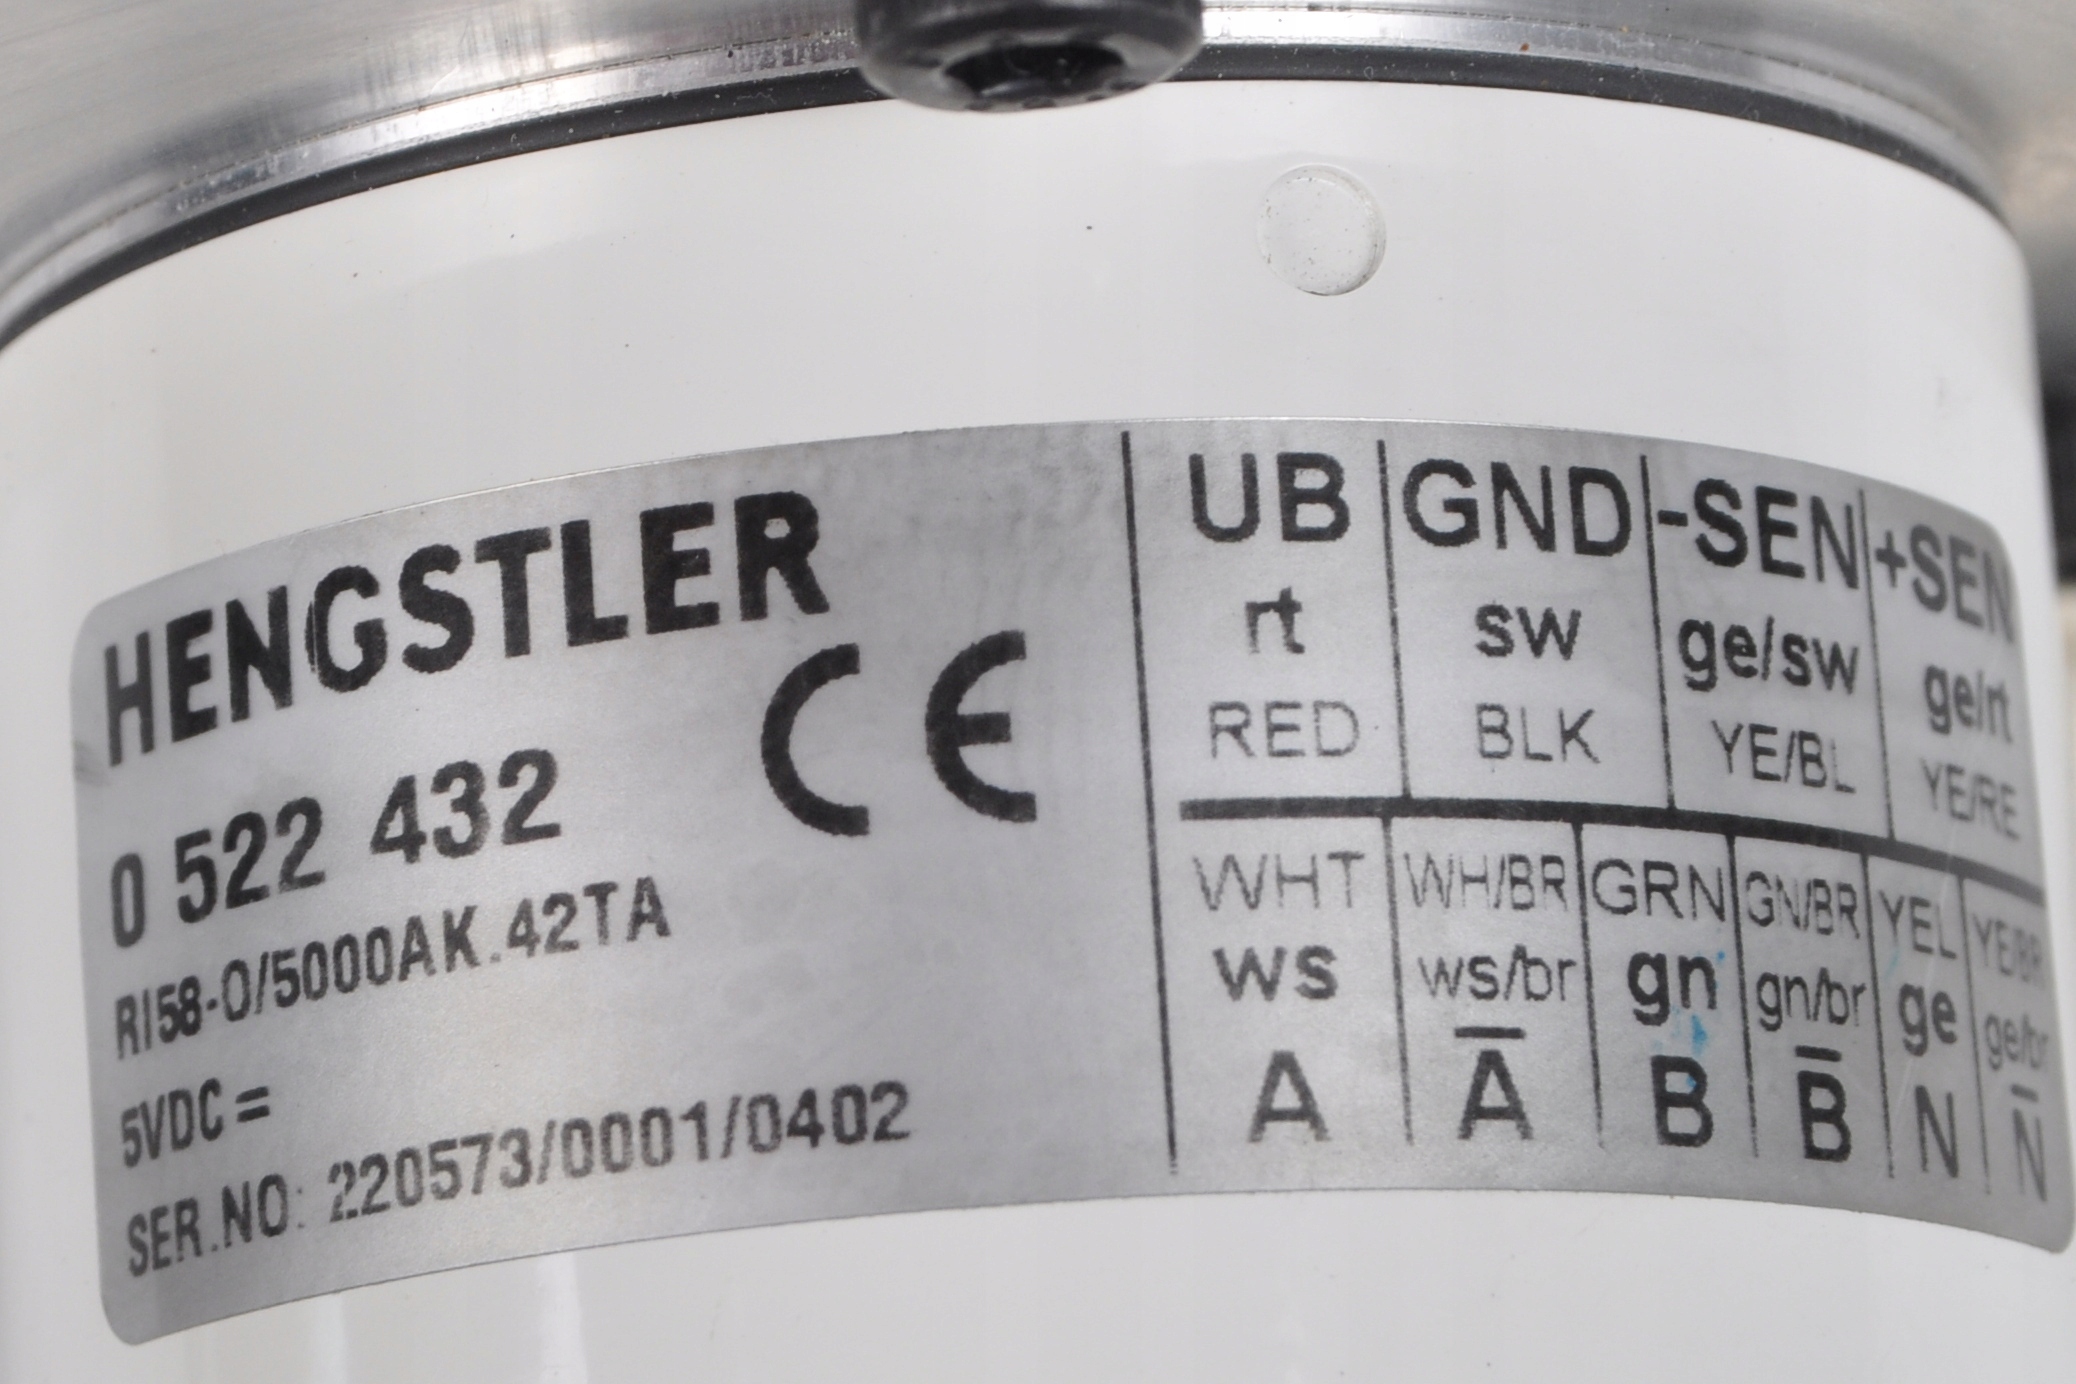 HENGSTLER
CE
0 522 432
RI58-O/5000AK.42TA
5VDC =
SER.NO: 220573/0001/0402
UB GND -SEN +SEN
rt sw ge/sw ge/rt
RED BLK YE/BL YE/RE
WHT WH/BR GRN GN/BR YEL YE/BR
ws ws/br gn gn/br ge ge/br
A A̅ B B̅ N N̅